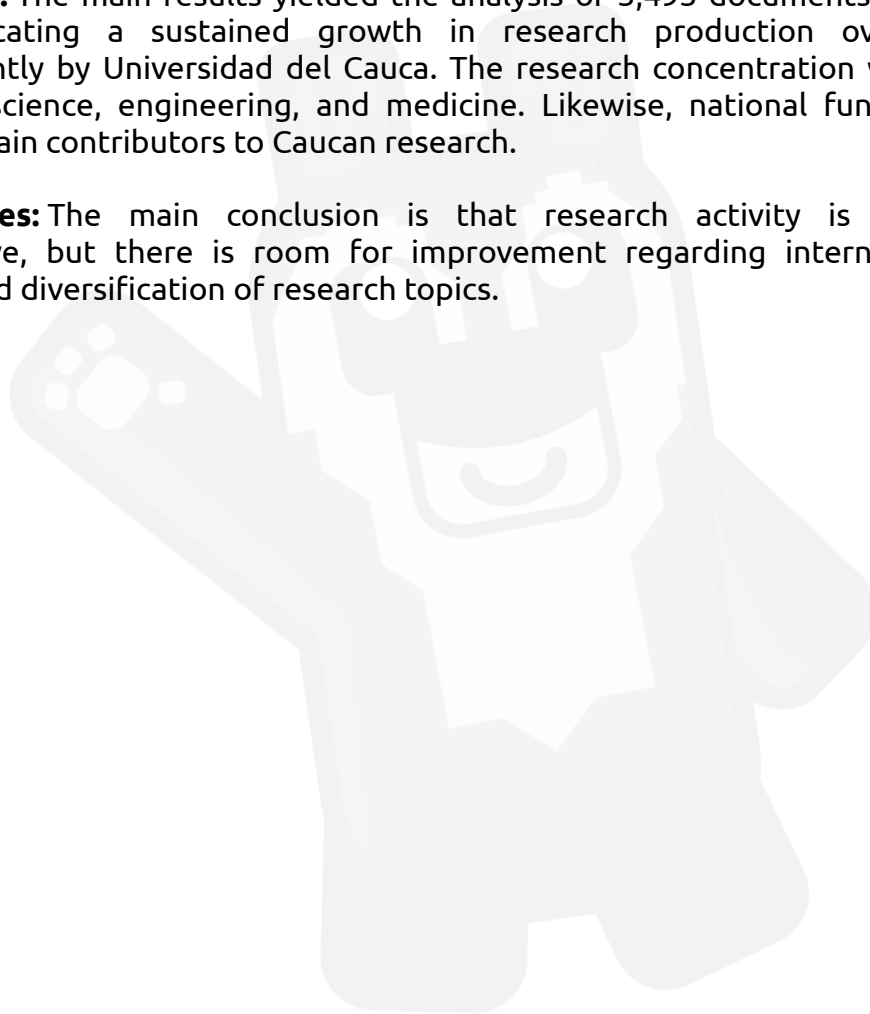 The main results yielded the analysis of documents
cating a sustained growth in research production ov
ntly by Universidad del Cauca. The research concentration
science, engineering, and medicine. Likewise, national fun
ain contributors to Caucan research.
es: The main conclusion is that research activity is
ve, but there is room for improvement regarding intern
d diversification of research topics.